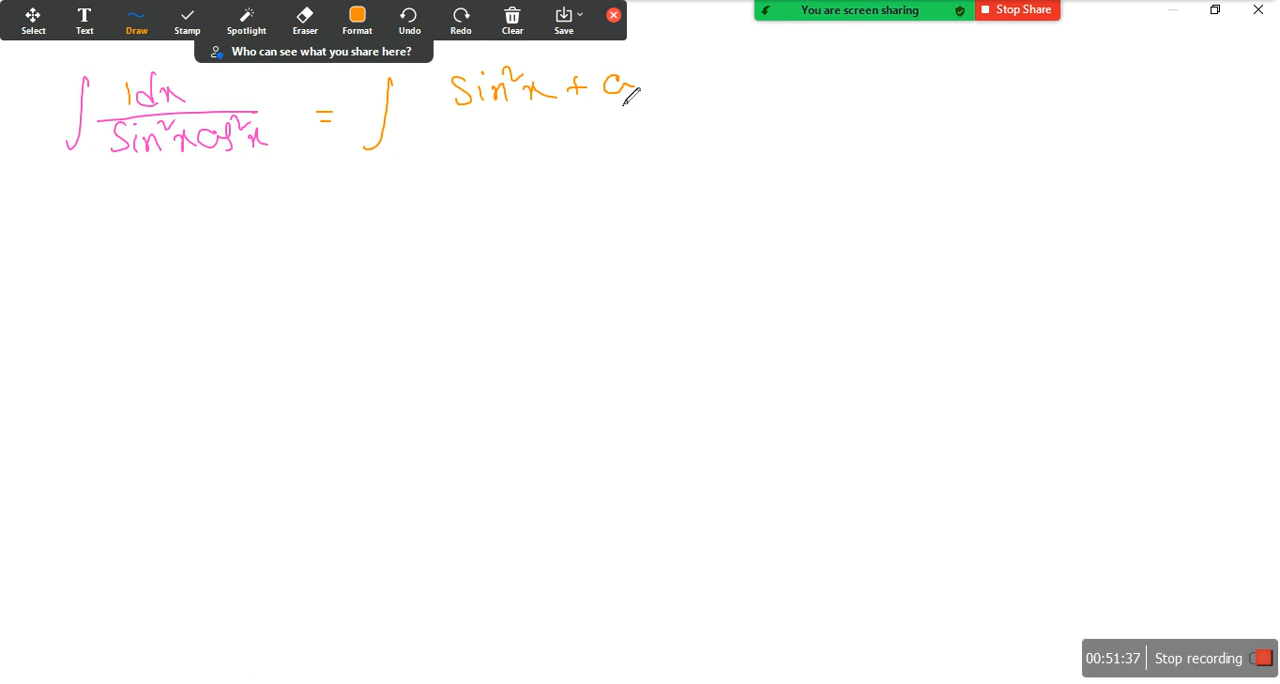 Select Text Draw Stamp Spotlight Eraser Format Undo Redo Clear Save
You are screen sharing Stop Share
Who can see what you share here?
∫ 1dx / sin²x cos²x = ∫ sin²x + co
00:51:37 Stop recording